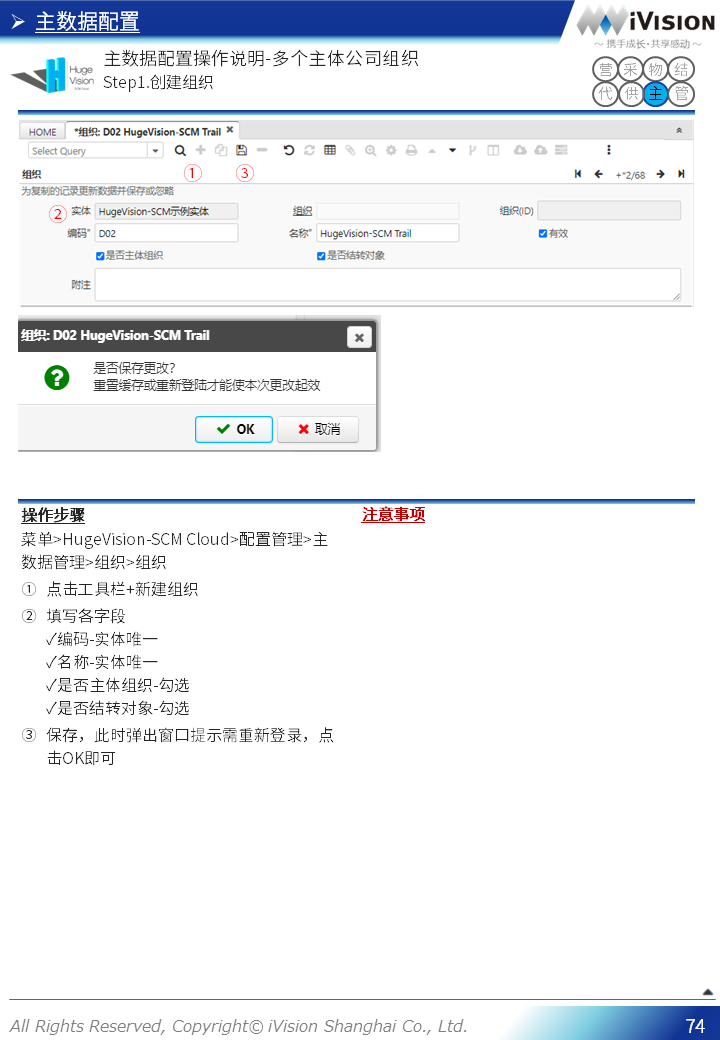 主数据配置
iVision
～ 携手成长·共享感动 ～
Huge
Vision
主数据配置操作说明-多个主体公司组织
Step1.创建组织
营 采 物 结
代 供 主 管
HOME *组织: D02 HugeVision-SCM Trail
Select Query
① ③
组织
+*2/68
为复制的记录更新数据并保存或忽略
② 实体 HugeVision-SCM示例实体 组织 组织(ID)
编码* D02 名称* HugeVision-SCM Trail 有效
是否主体组织 是否结转对象
附注
组织: D02 HugeVision-SCM Trail
是否保存更改?
重置缓存或重新登陆才能使本次更改起效
OK 取消
操作步骤
菜单>HugeVision-SCM Cloud>配置管理>主
数据管理>组织>组织
① 点击工具栏+新建组织
② 填写各字段
✓编码-实体唯一
✓名称-实体唯一
✓是否主体组织-勾选
✓是否结转对象-勾选
③ 保存，此时弹出窗口提示需重新登录，点
击OK即可
注意事项
All Rights Reserved, Copyright© iVision Shanghai Co., Ltd.
74